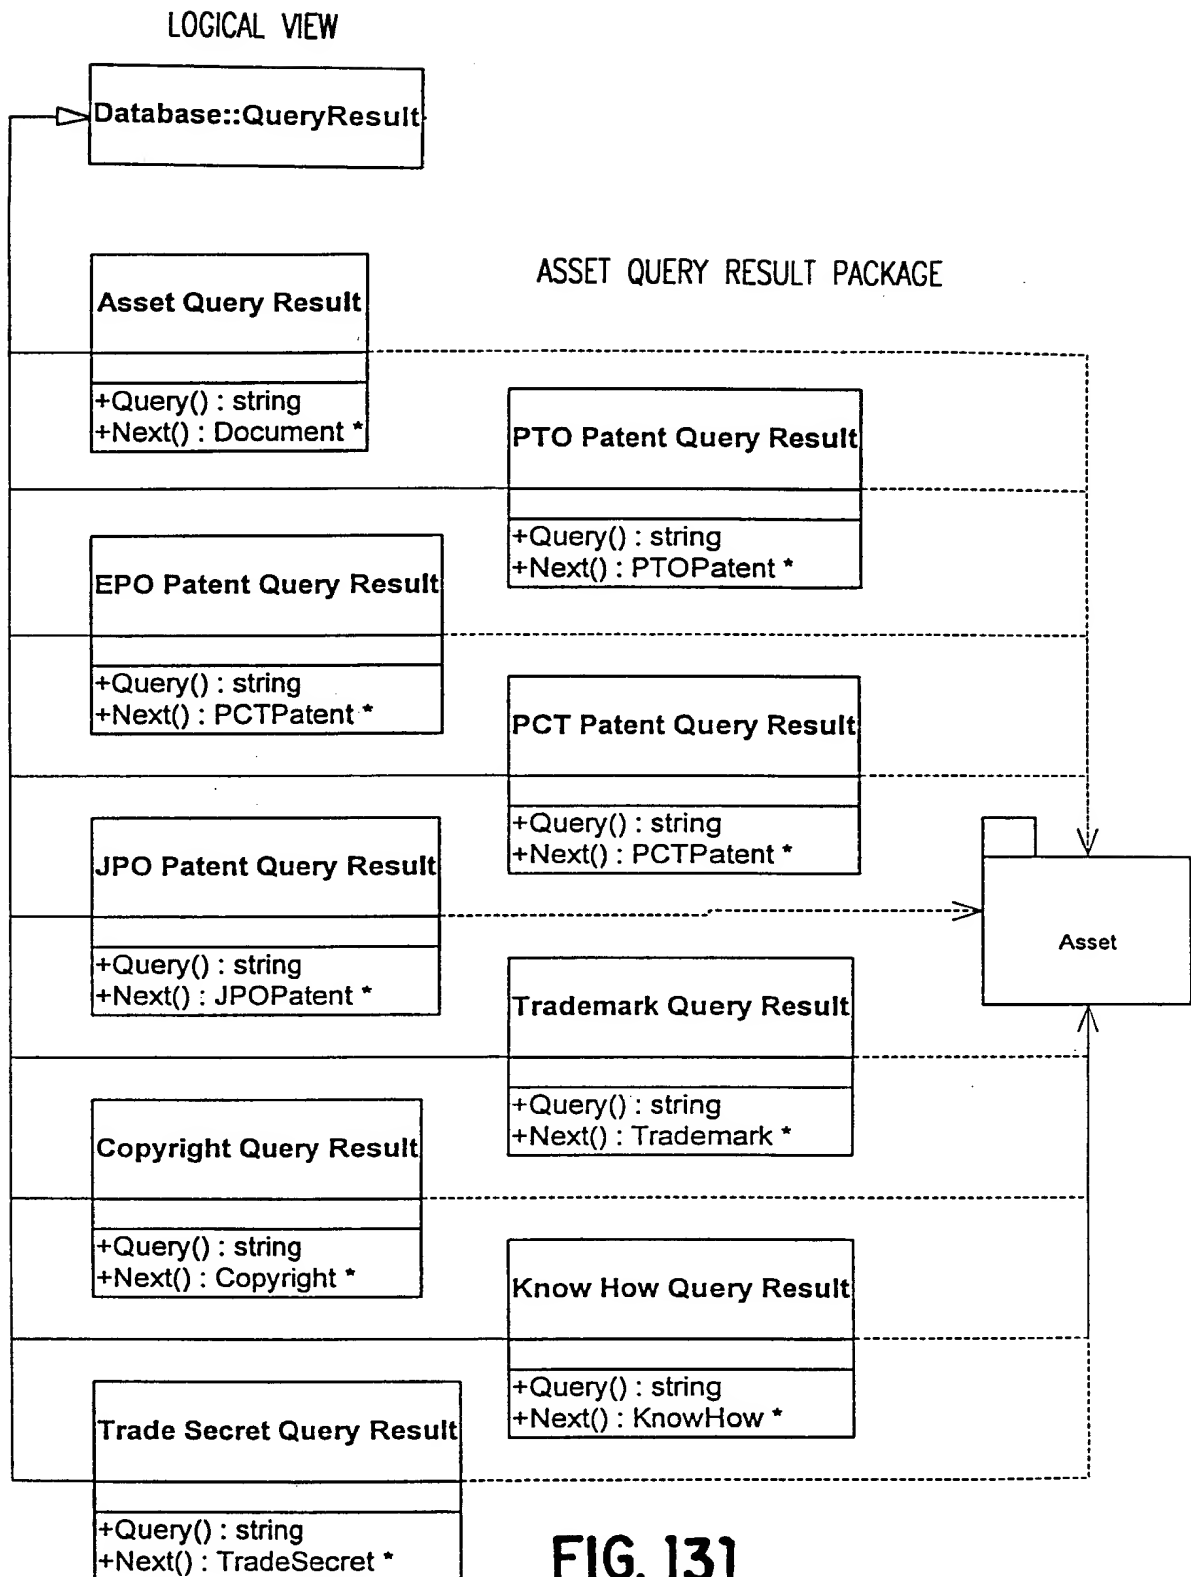 LOGICAL VIEW
Database::QueryResult
Asset Query Result
+Query() : string
+Next() : Document *
ASSET QUERY RESULT PACKAGE
PTO Patent Query Result
+Query() : string
+Next() : PTOPatent *
EPO Patent Query Result
+Query() : string
+Next() : PCTPatent *
PCT Patent Query Result
+Query() : string
+Next() : PCTPatent *
JPO Patent Query Result
+Query() : string
+Next() : JPOPatent *
Asset
Trademark Query Result
+Query() : string
+Next() : Trademark *
Copyright Query Result
+Query() : string
+Next() : Copyright *
Know How Query Result
+Query() : string
+Next() : KnowHow *
Trade Secret Query Result
+Query() : string
+Next() : TradeSecret *
FIG. 131